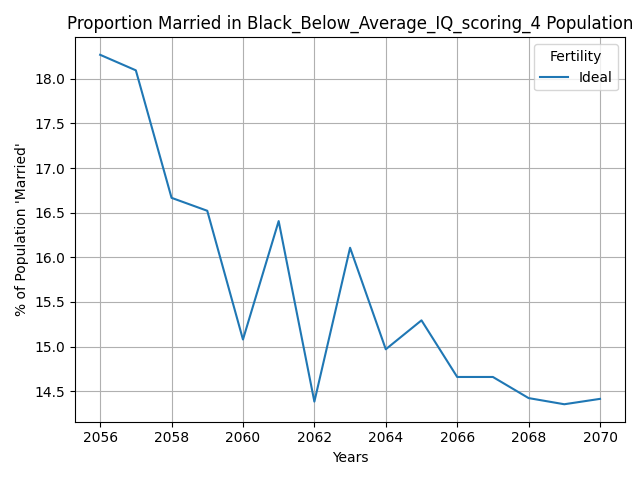 Proportion Married in Black_Below_Average_IQ_scoring_4 Population
Fertility
Ideal
% of Population 'Married'
18.0
17.5
17.0
16.5
16.0
15.5
15.0
14.5
2056 2058 2060 2062 2064 2066 2068 2070
Years